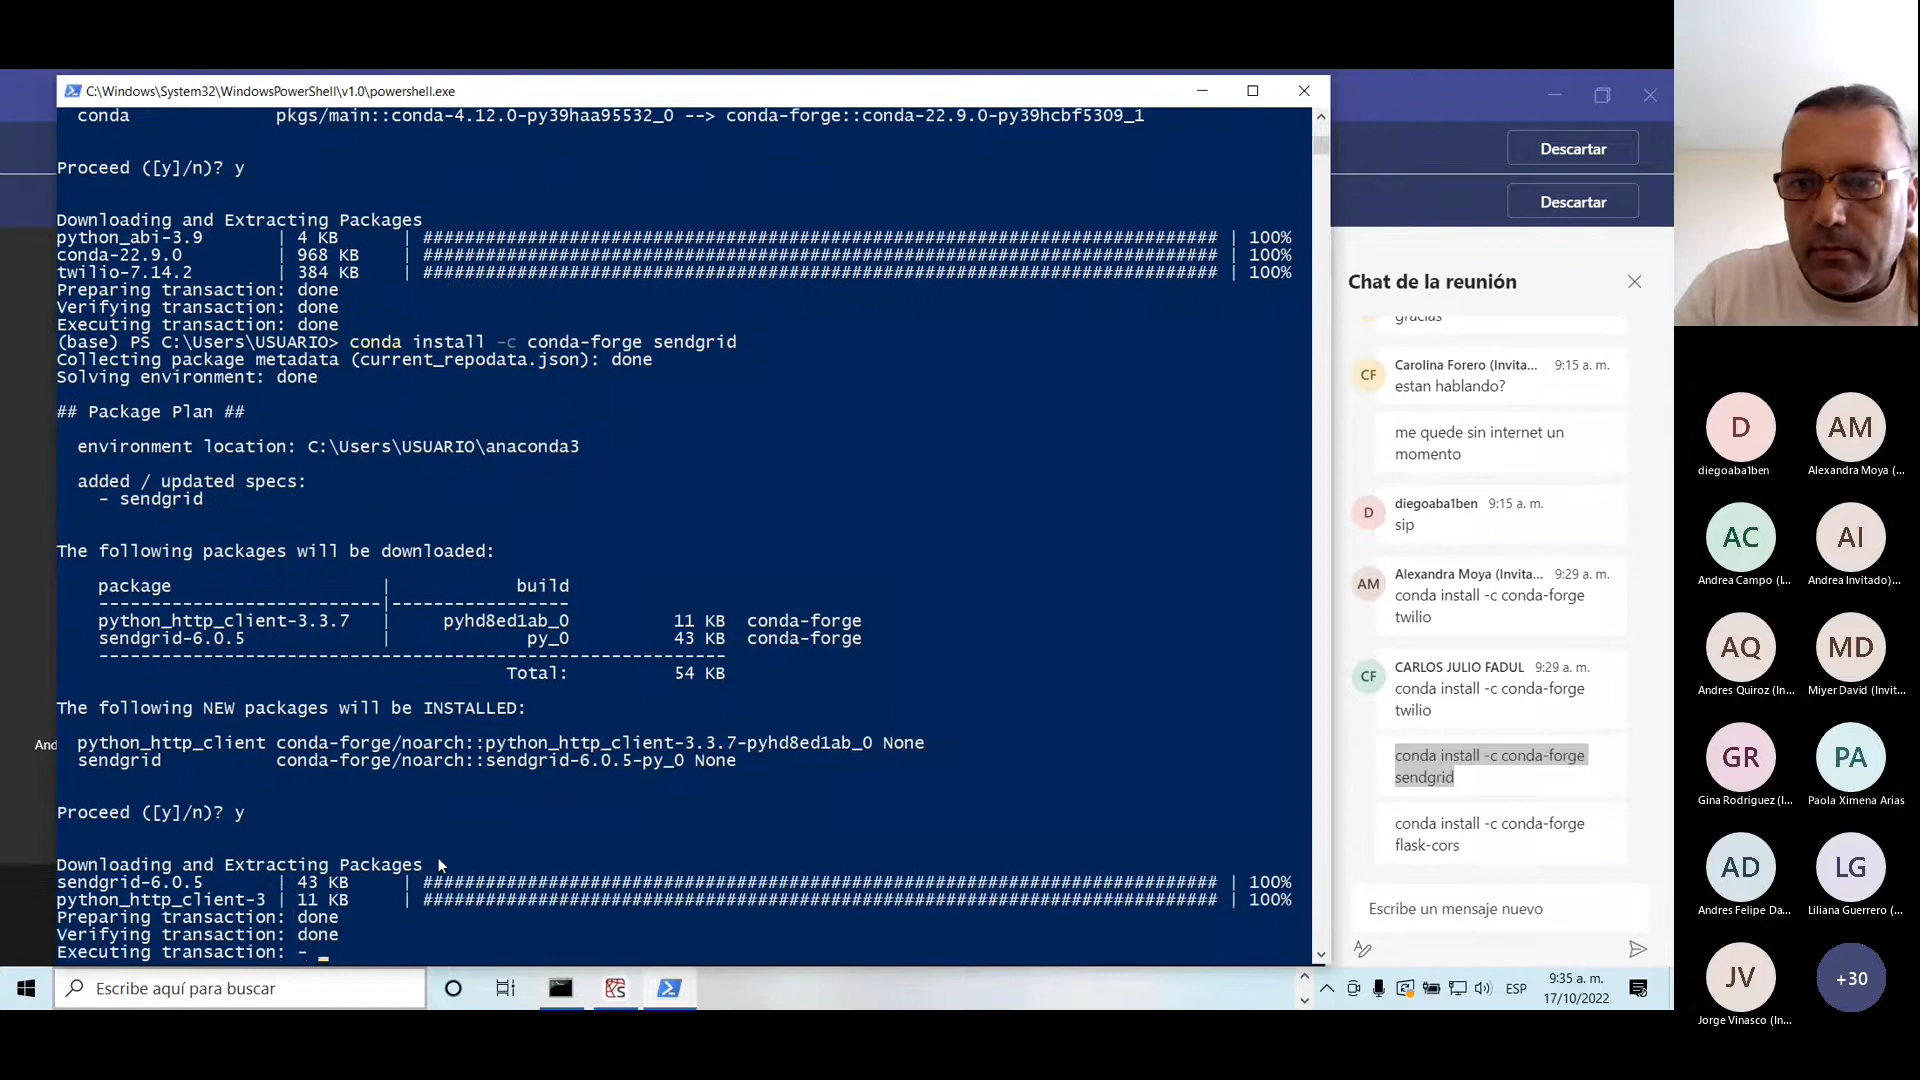 C:\Windows\System32\WindowsPowerShell\v1.0\powershell.exe
conda pkgs/main::conda-4.12.0-py39haa95532_0 --> conda-forge::conda-22.9.0-py39hcbf5309_1
Proceed ([y]/n)? y
Downloading and Extracting Packages
python_abi-3.9 | 4 KB | ############################################################################ | 100%
conda-22.9.0 | 968 KB | ############################################################################ | 100%
twilio-7.14.2 | 384 KB | ############################################################################ | 100%
Preparing transaction: done
Verifying transaction: done
Executing transaction: done
(base) PS C:\Users\USUARIO> conda install -c conda-forge sendgrid
Collecting package metadata (current_repodata.json): done
Solving environment: done
## Package Plan ##
environment location: C:\Users\USUARIO\anaconda3
added / updated specs:
- sendgrid
The following packages will be downloaded:
package | build
---------------------------|-----------------
python_http_client-3.3.7 | pyhd8ed1ab_0 11 KB conda-forge
sendgrid-6.0.5 | py_0 43 KB conda-forge
------------------------------------------------------------
Total: 54 KB
The following NEW packages will be INSTALLED:
python_http_client conda-forge/noarch::python_http_client-3.3.7-pyhd8ed1ab_0 None
sendgrid conda-forge/noarch::sendgrid-6.0.5-py_0 None
Proceed ([y]/n)? y
Downloading and Extracting Packages
sendgrid-6.0.5 | 43 KB | ############################################################################ | 100%
python_http_client-3 | 11 KB | ############################################################################ | 100%
Preparing transaction: done
Verifying transaction: done
Executing transaction: -
And
Descartar
Descartar
Chat de la reunión
gracias
CF
Carolina Forero (Invita... 9:15 a. m.
estan hablando?
me quede sin internet un
momento
D
diegoaba1ben 9:15 a. m.
sip
AM
Alexandra Moya (Invita... 9:29 a. m.
conda install -c conda-forge
twilio
CF
CARLOS JULIO FADUL 9:29 a. m.
conda install -c conda-forge
twilio
conda install -c conda-forge
sendgrid
conda install -c conda-forge
flask-cors
Escribe un mensaje nuevo
Escribe aquí para buscar
ESP
9:35 a. m.
17/10/2022
D
diegoaba1ben
AM
Alexandra Moya (...
AC
Andrea Campo (I...
AI
Andrea Invitado)...
AQ
Andres Quiroz (In...
MD
Miyer David (Invit...
GR
Gina Rodríguez (I...
PA
Paola Ximena Arias
AD
Andres Felipe Da...
LG
Liliana Guerrero (...
JV
Jorge Vinasco (In...
+30